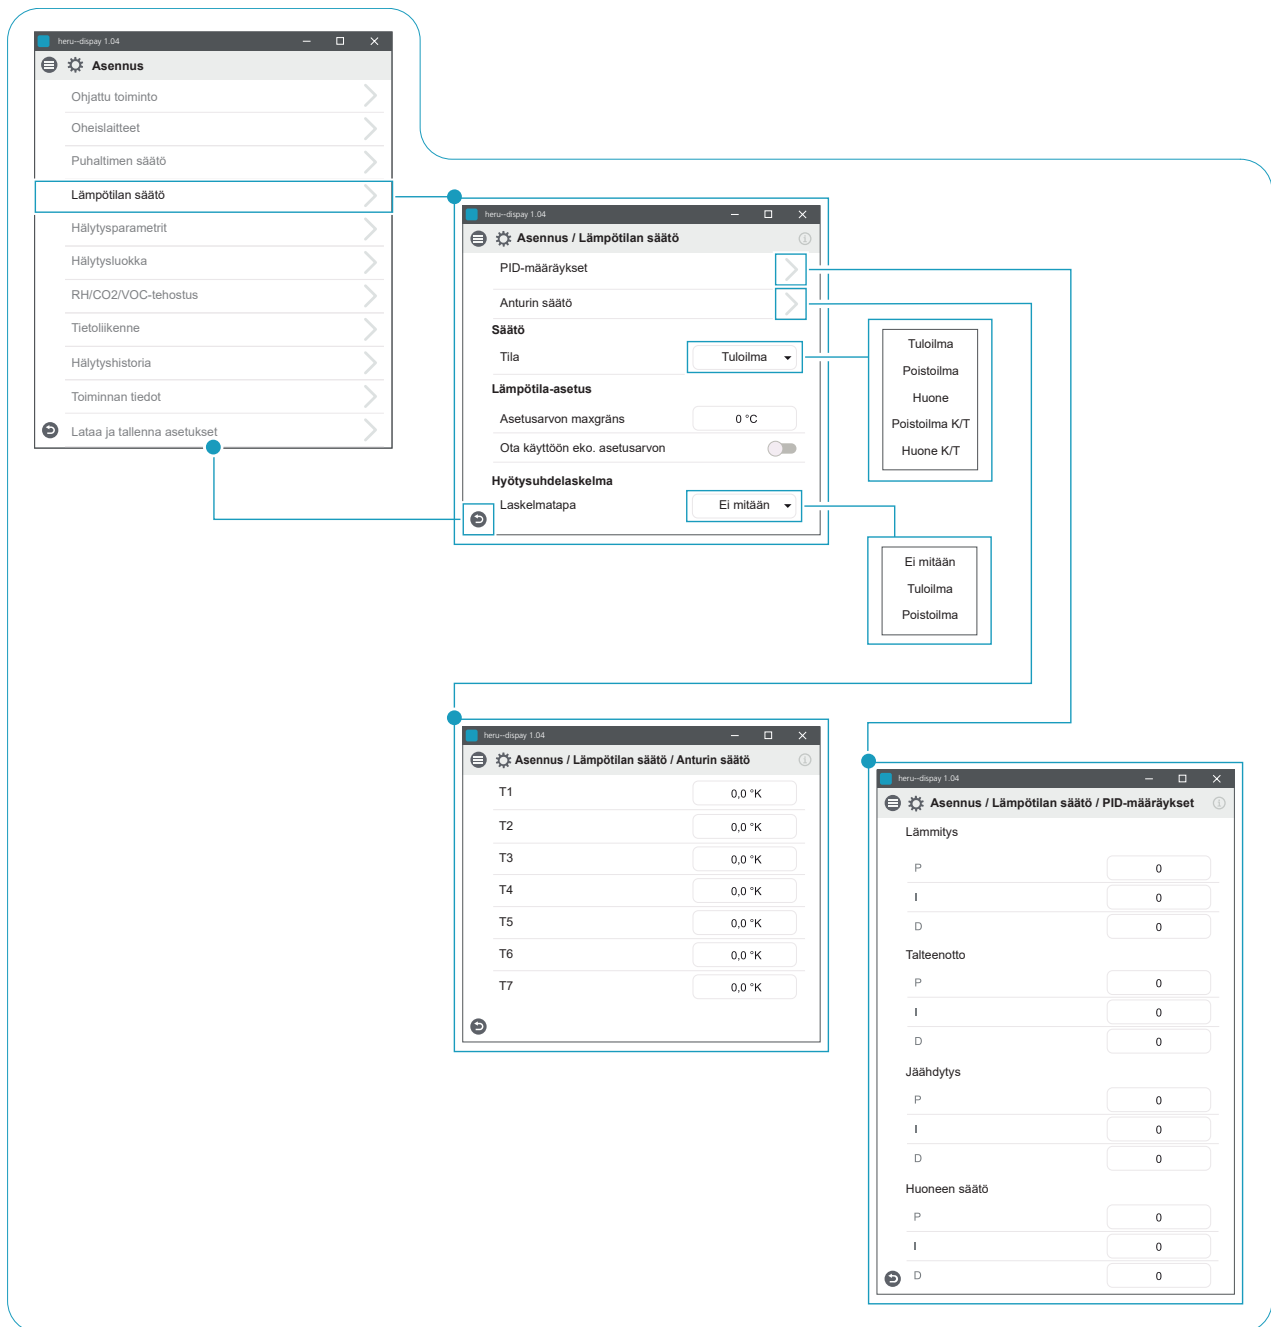 heru--dispay 1.04
Asennus
Ohjattu toiminto
Oheislaitteet
Puhaltimen säätö
Lämpötilan säätö
Hälytysparametrit
Hälytysluokka
RH/CO2/VOC-tehostus
Tietoliikenne
Hälytyshistoria
Toiminnan tiedot
Lataa ja tallenna asetukset
heru--dispay 1.04
Asennus / Lämpötilan säätö
PID-määräykset
Anturin säätö
Säätö
Tila Tuloilma
Lämpötila-asetus
Asetusarvon maxgräns 0 °C
Ota käyttöön eko. asetusarvon
Hyötysuhdelaskelma
Laskelmatapa Ei mitään
Tuloilma
Poistoilma
Huone
Poistoilma K/T
Huone K/T
Ei mitään
Tuloilma
Poistoilma
heru--dispay 1.04
Asennus / Lämpötilan säätö / Anturin säätö
T1 0,0 °K
T2 0,0 °K
T3 0,0 °K
T4 0,0 °K
T5 0,0 °K
T6 0,0 °K
T7 0,0 °K
heru--dispay 1.04
Asennus / Lämpötilan säätö / PID-määräykset
Lämmitys
P 0
I 0
D 0
Talteenotto
P 0
I 0
D 0
Jäähdytys
P 0
I 0
D 0
Huoneen säätö
P 0
I 0
D 0